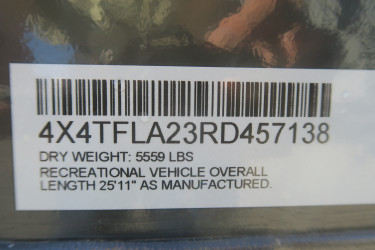 4X4TFLA23RD457138
DRY WEIGHT: 5559 LBS
RECREATIONAL VEHICLE OVERALL
LENGTH 25'11" AS MANUFACTURED.